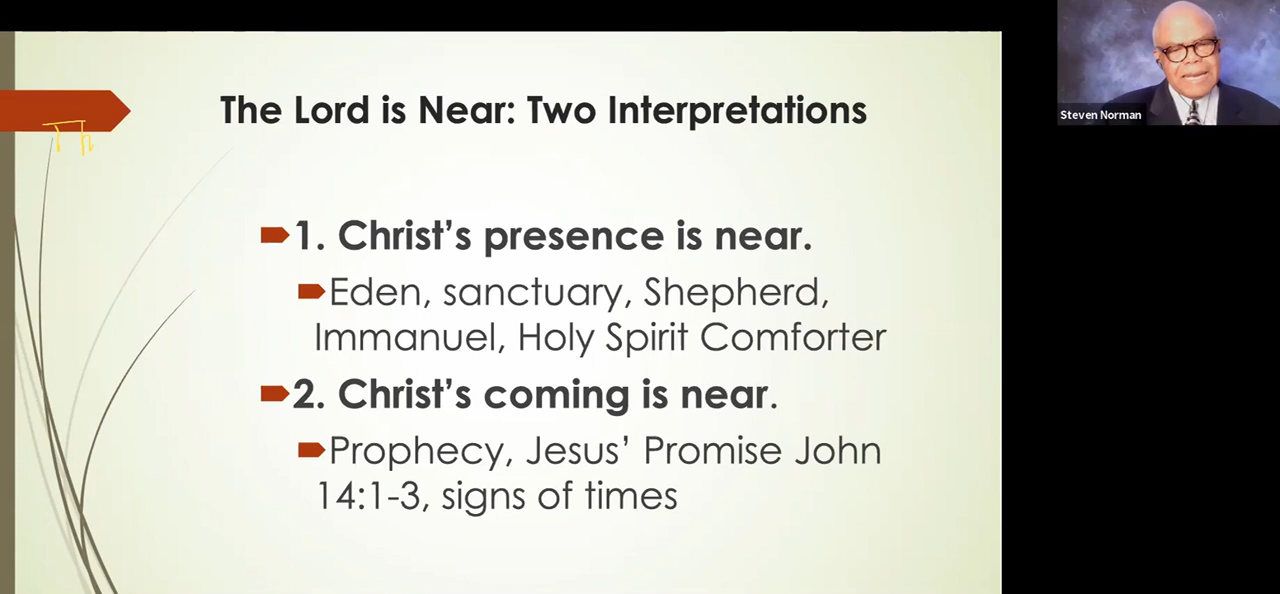 The Lord is Near: Two Interpretations
1. Christ’s presence is near.
Eden, sanctuary, Shepherd,
Immanuel, Holy Spirit Comforter
2. Christ’s coming is near.
Prophecy, Jesus’ Promise John
14:1-3, signs of times
Steven Norman